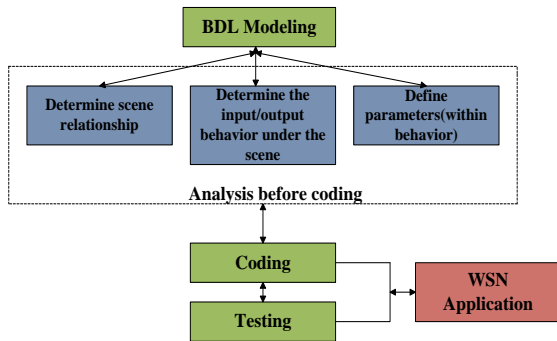 BDL Modeling
Determine scene
relationship
Determine the
input/output
behavior under the
scene
Define
parameters(within
behavior)
Analysis before coding
Coding
Testing
WSN
Application